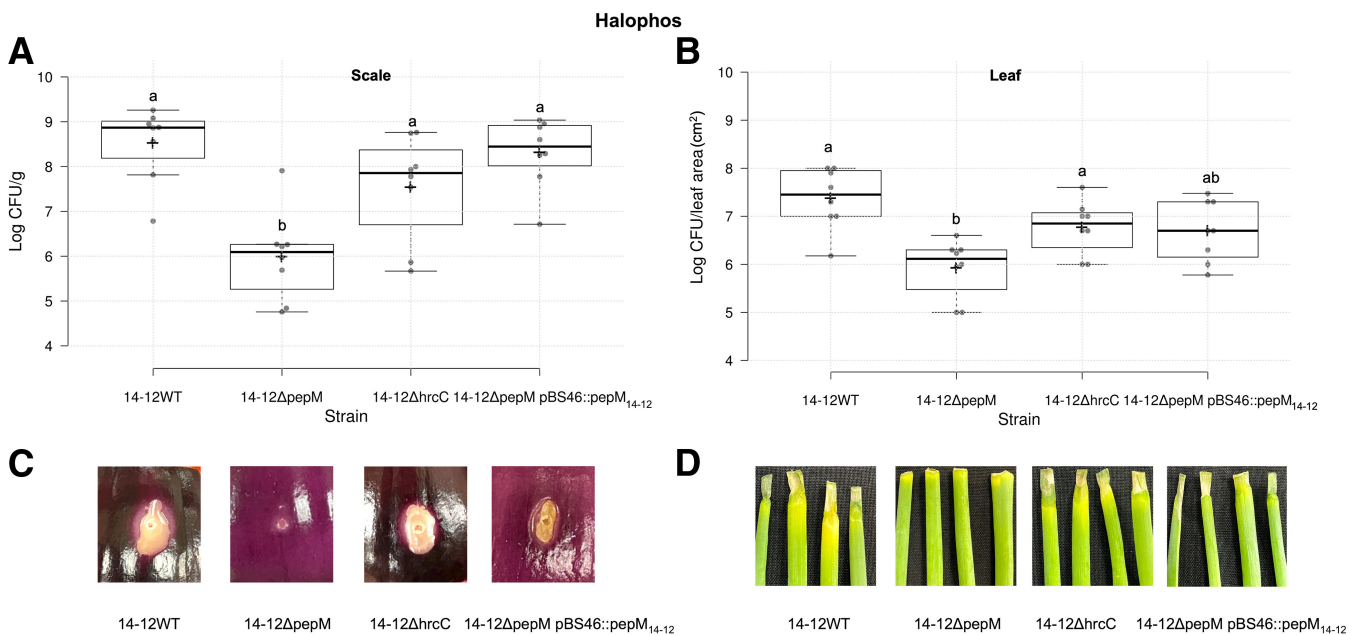 Halophos
A
B
Scale
Leaf
Log CFU/g
10
9
8
7
6
5
4
a
b
a
a
14-12WT
14-12ΔpepM
14-12ΔhrcC
14-12ΔpepM pBS46::pepM14-12
Strain
Log CFU/leaf area(cm2)
10
9
8
7
6
5
4
a
b
a
ab
14-12WT
14-12ΔpepM
14-12ΔhrcC
14-12ΔpepM pBS46::pepM14-12
Strain
C
14-12WT
14-12ΔpepM
14-12ΔhrcC
14-12ΔpepM pBS46::pepM14-12
D
14-12WT
14-12ΔpepM
14-12ΔhrcC
14-12ΔpepM pBS46::pepM14-12